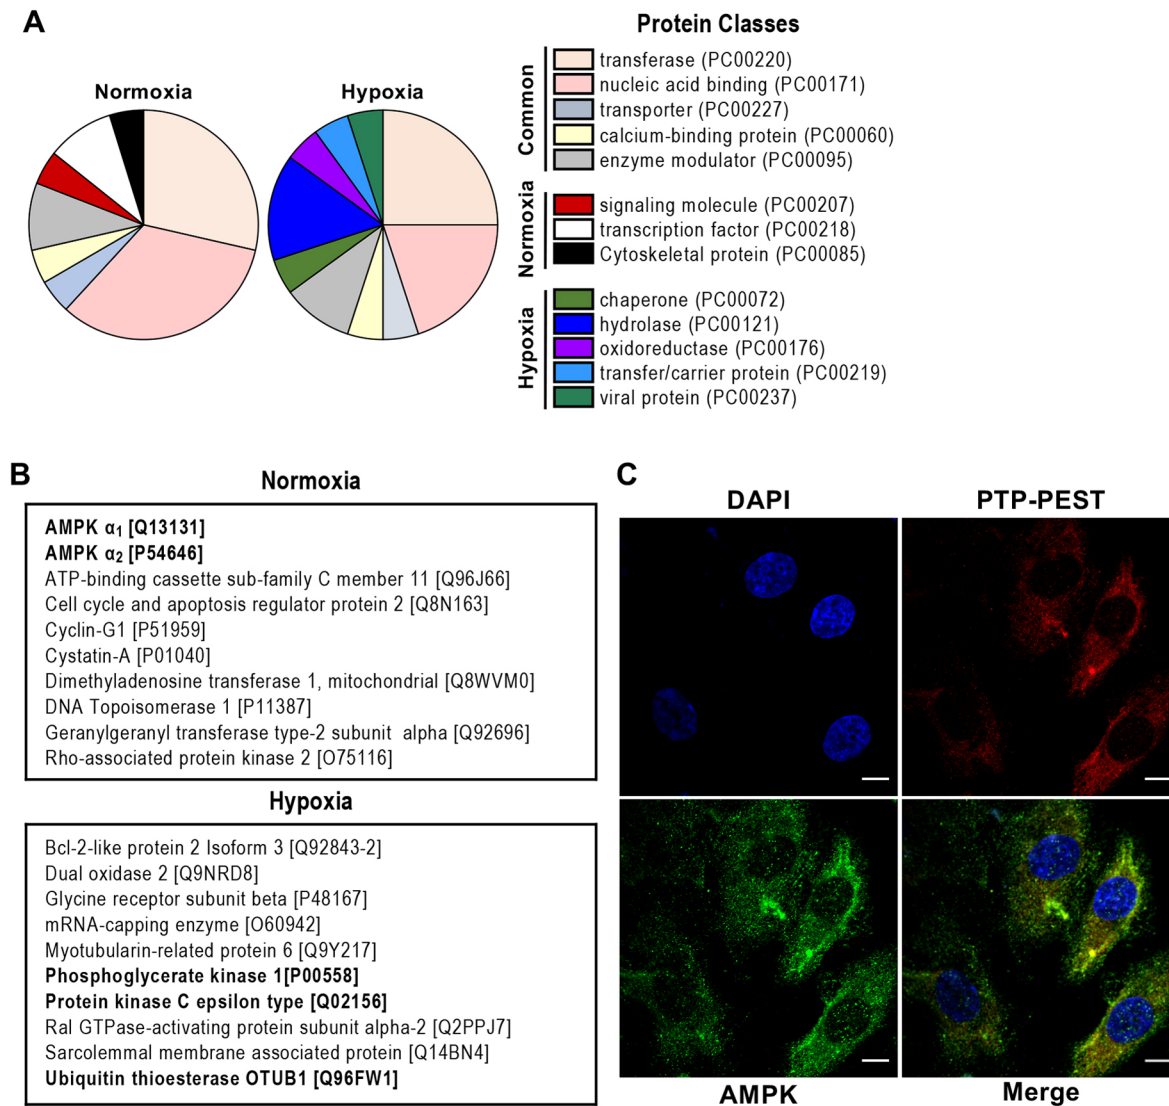 A
Protein Classes
Normoxia
Hypoxia
Common
transferase (PC00220)
nucleic acid binding (PC00171)
transporter (PC00227)
calcium-binding protein (PC00060)
enzyme modulator (PC00095)
Normoxia
signaling molecule (PC00207)
transcription factor (PC00218)
Cytoskeletal protein (PC00085)
Hypoxia
chaperone (PC00072)
hydrolase (PC00121)
oxidoreductase (PC00176)
transfer/carrier protein (PC00219)
viral protein (PC00237)
B
Normoxia
AMPK α₁ [Q13131]
AMPK α₂ [P54646]
ATP-binding cassette sub-family C member 11 [Q96J66]
Cell cycle and apoptosis regulator protein 2 [Q8N163]
Cyclin-G1 [P51959]
Cystatin-A [P01040]
Dimethyladenosine transferase 1, mitochondrial [Q8WVM0]
DNA Topoisomerase 1 [P11387]
Geranylgeranyl transferase type-2 subunit alpha [Q92696]
Rho-associated protein kinase 2 [O75116]
Hypoxia
Bcl-2-like protein 2 Isoform 3 [Q92843-2]
Dual oxidase 2 [Q9NRD8]
Glycine receptor subunit beta [P48167]
mRNA-capping enzyme [O60942]
Myotubularin-related protein 6 [Q9Y217]
Phosphoglycerate kinase 1[P00558]
Protein kinase C epsilon type [Q02156]
Ral GTPase-activating protein subunit alpha-2 [Q2PPJ7]
Sarcolemmal membrane associated protein [Q14BN4]
Ubiquitin thioesterase OTUB1 [Q96FW1]
C
DAPI
PTP-PEST
AMPK
Merge